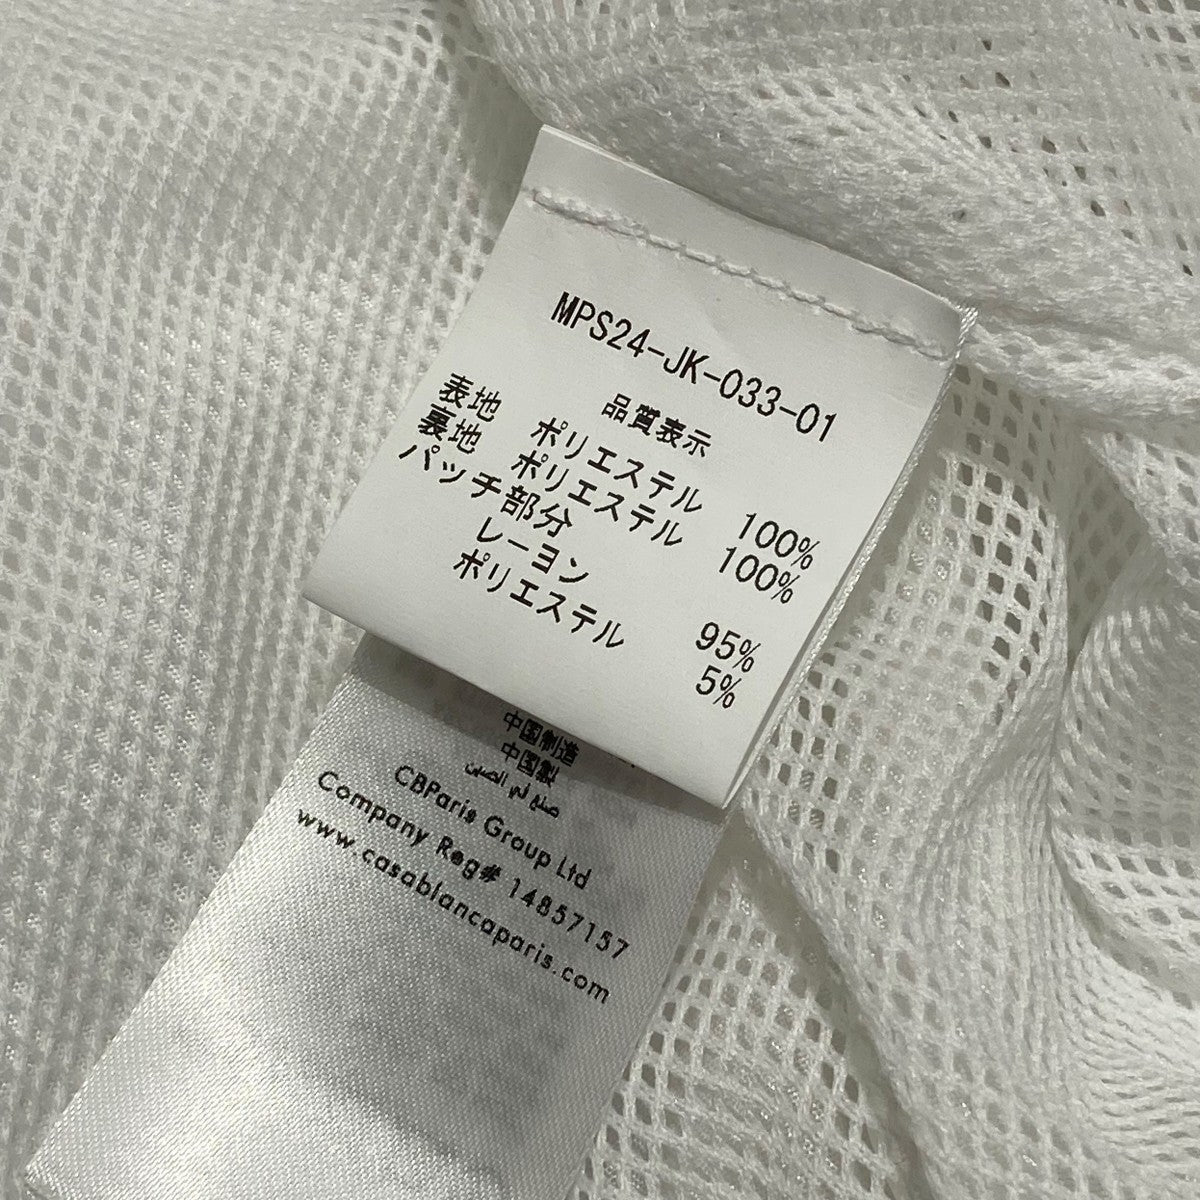 MPS24-JK-033-01
品質表示
表地 ポリエステル 100%
裏地 ポリエステル 100%
パッチ部分
レーヨン 95%
ポリエステル 5%
中国制造
中国製
صنع في الصين
CBParis Group Ltd
Company Reg# 14857157
www.casablancaparis.com